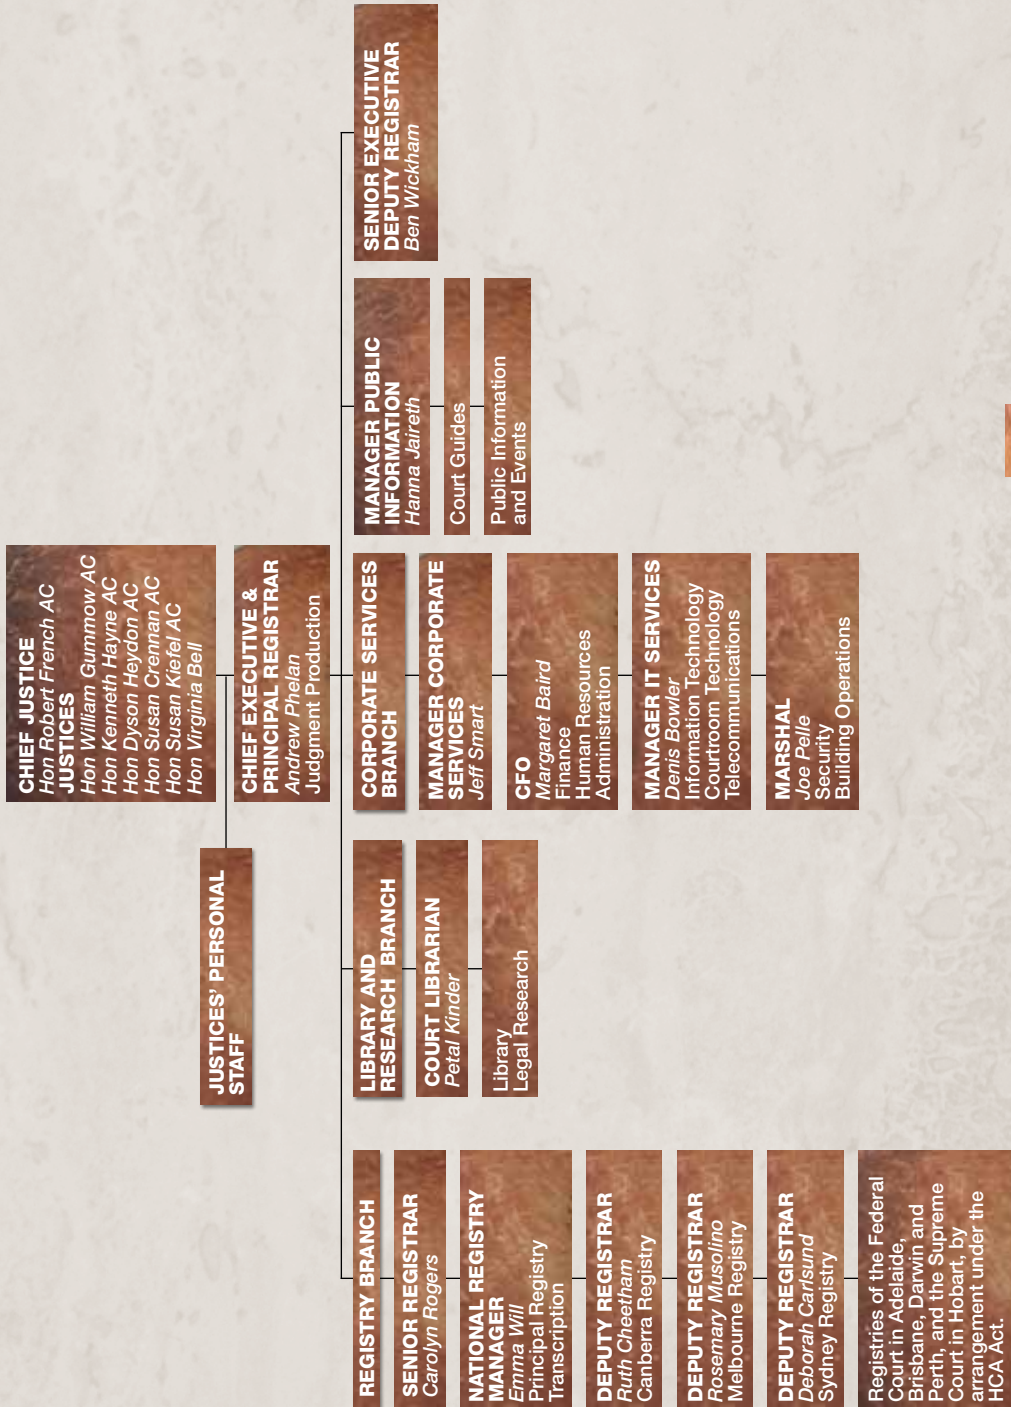 CHIEF JUSTICE
Hon Robert French AC
JUSTICES
Hon William Gummow AC
Hon Kenneth Hayne AC
Hon Dyson Heydon AC
Hon Susan Crennan AC
Hon Susan Kiefel AC
Hon Virginia Bell
JUSTICES' PERSONAL
STAFF
CHIEF EXECUTIVE &
PRINCIPAL REGISTRAR
Andrew Phelan
Judgment Production
REGISTRY BRANCH
SENIOR REGISTRAR
Carolyn Rogers
NATIONAL REGISTRY
MANAGER
Emma Will
Principal Registry
Transcription
DEPUTY REGISTRAR
Ruth Cheetham
Canberra Registry
DEPUTY REGISTRAR
Rosemary Musolino
Melbourne Registry
DEPUTY REGISTRAR
Deborah Carlsund
Sydney Registry
Registries of the Federal
Court in Adelaide,
Brisbane, Darwin and
Perth, and the Supreme
Court in Hobart, by
arrangement under the
HCA Act.
LIBRARY AND
RESEARCH BRANCH
COURT LIBRARIAN
Petal Kinder
Library
Legal Research
CORPORATE SERVICES
BRANCH
MANAGER CORPORATE
SERVICES
Jeff Smart
CFO
Margaret Baird
Finance
Human Resources
Administration
MANAGER IT SERVICES
Denis Bowler
Information Technology
Courtroom Technology
Telecommunications
MARSHAL
Joe Pelle
Security
Building Operations
MANAGER PUBLIC
INFORMATION
Hanna Jaireth
Court Guides
Public Information
and Events
SENIOR EXECUTIVE
DEPUTY REGISTRAR
Ben Wickham